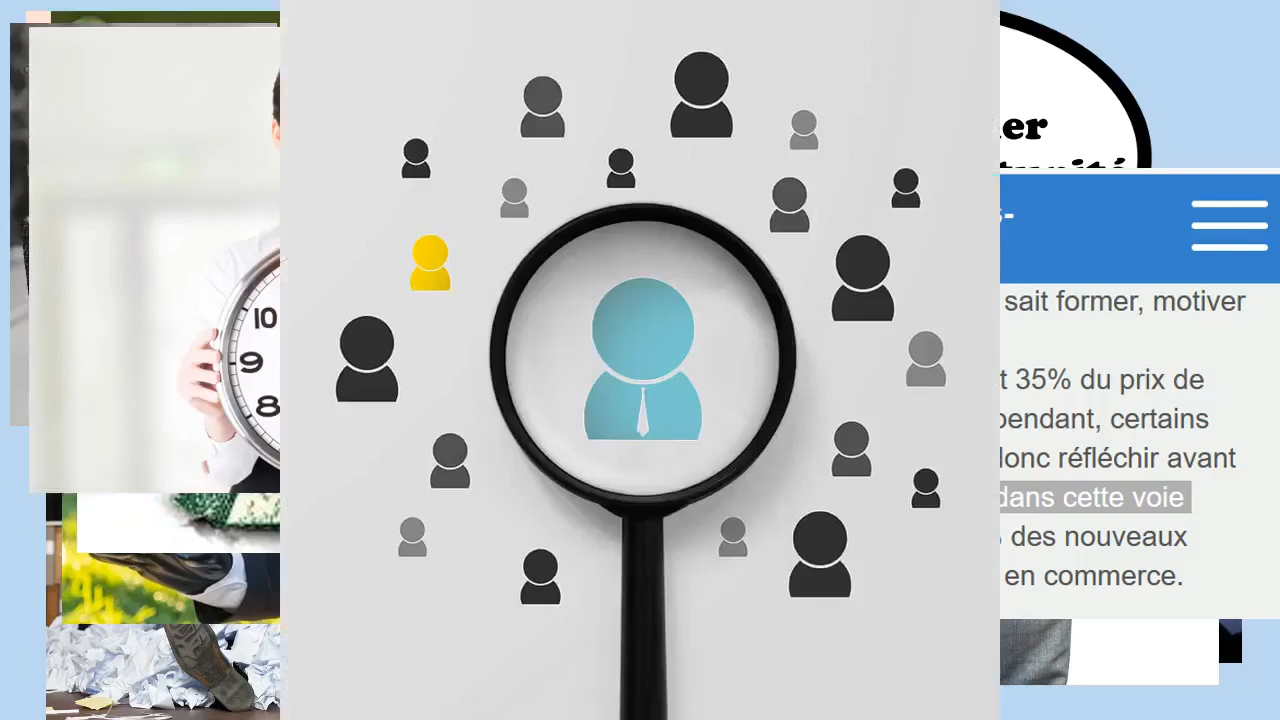 er
s-
sait former, motiver
t 35% du prix de
pendant, certains
donc réfléchir avant
dans cette voie
des nouveaux
en commerce.
10
9
8